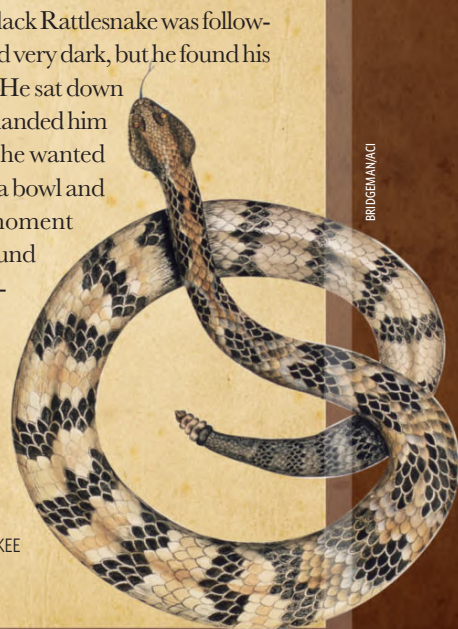 lack Rattlesnake was follow-
d very dark, but he found his
He sat down
anded him
he wanted
a bowl and
noment
und
-
KEE
BRIDGEMAN/ACI